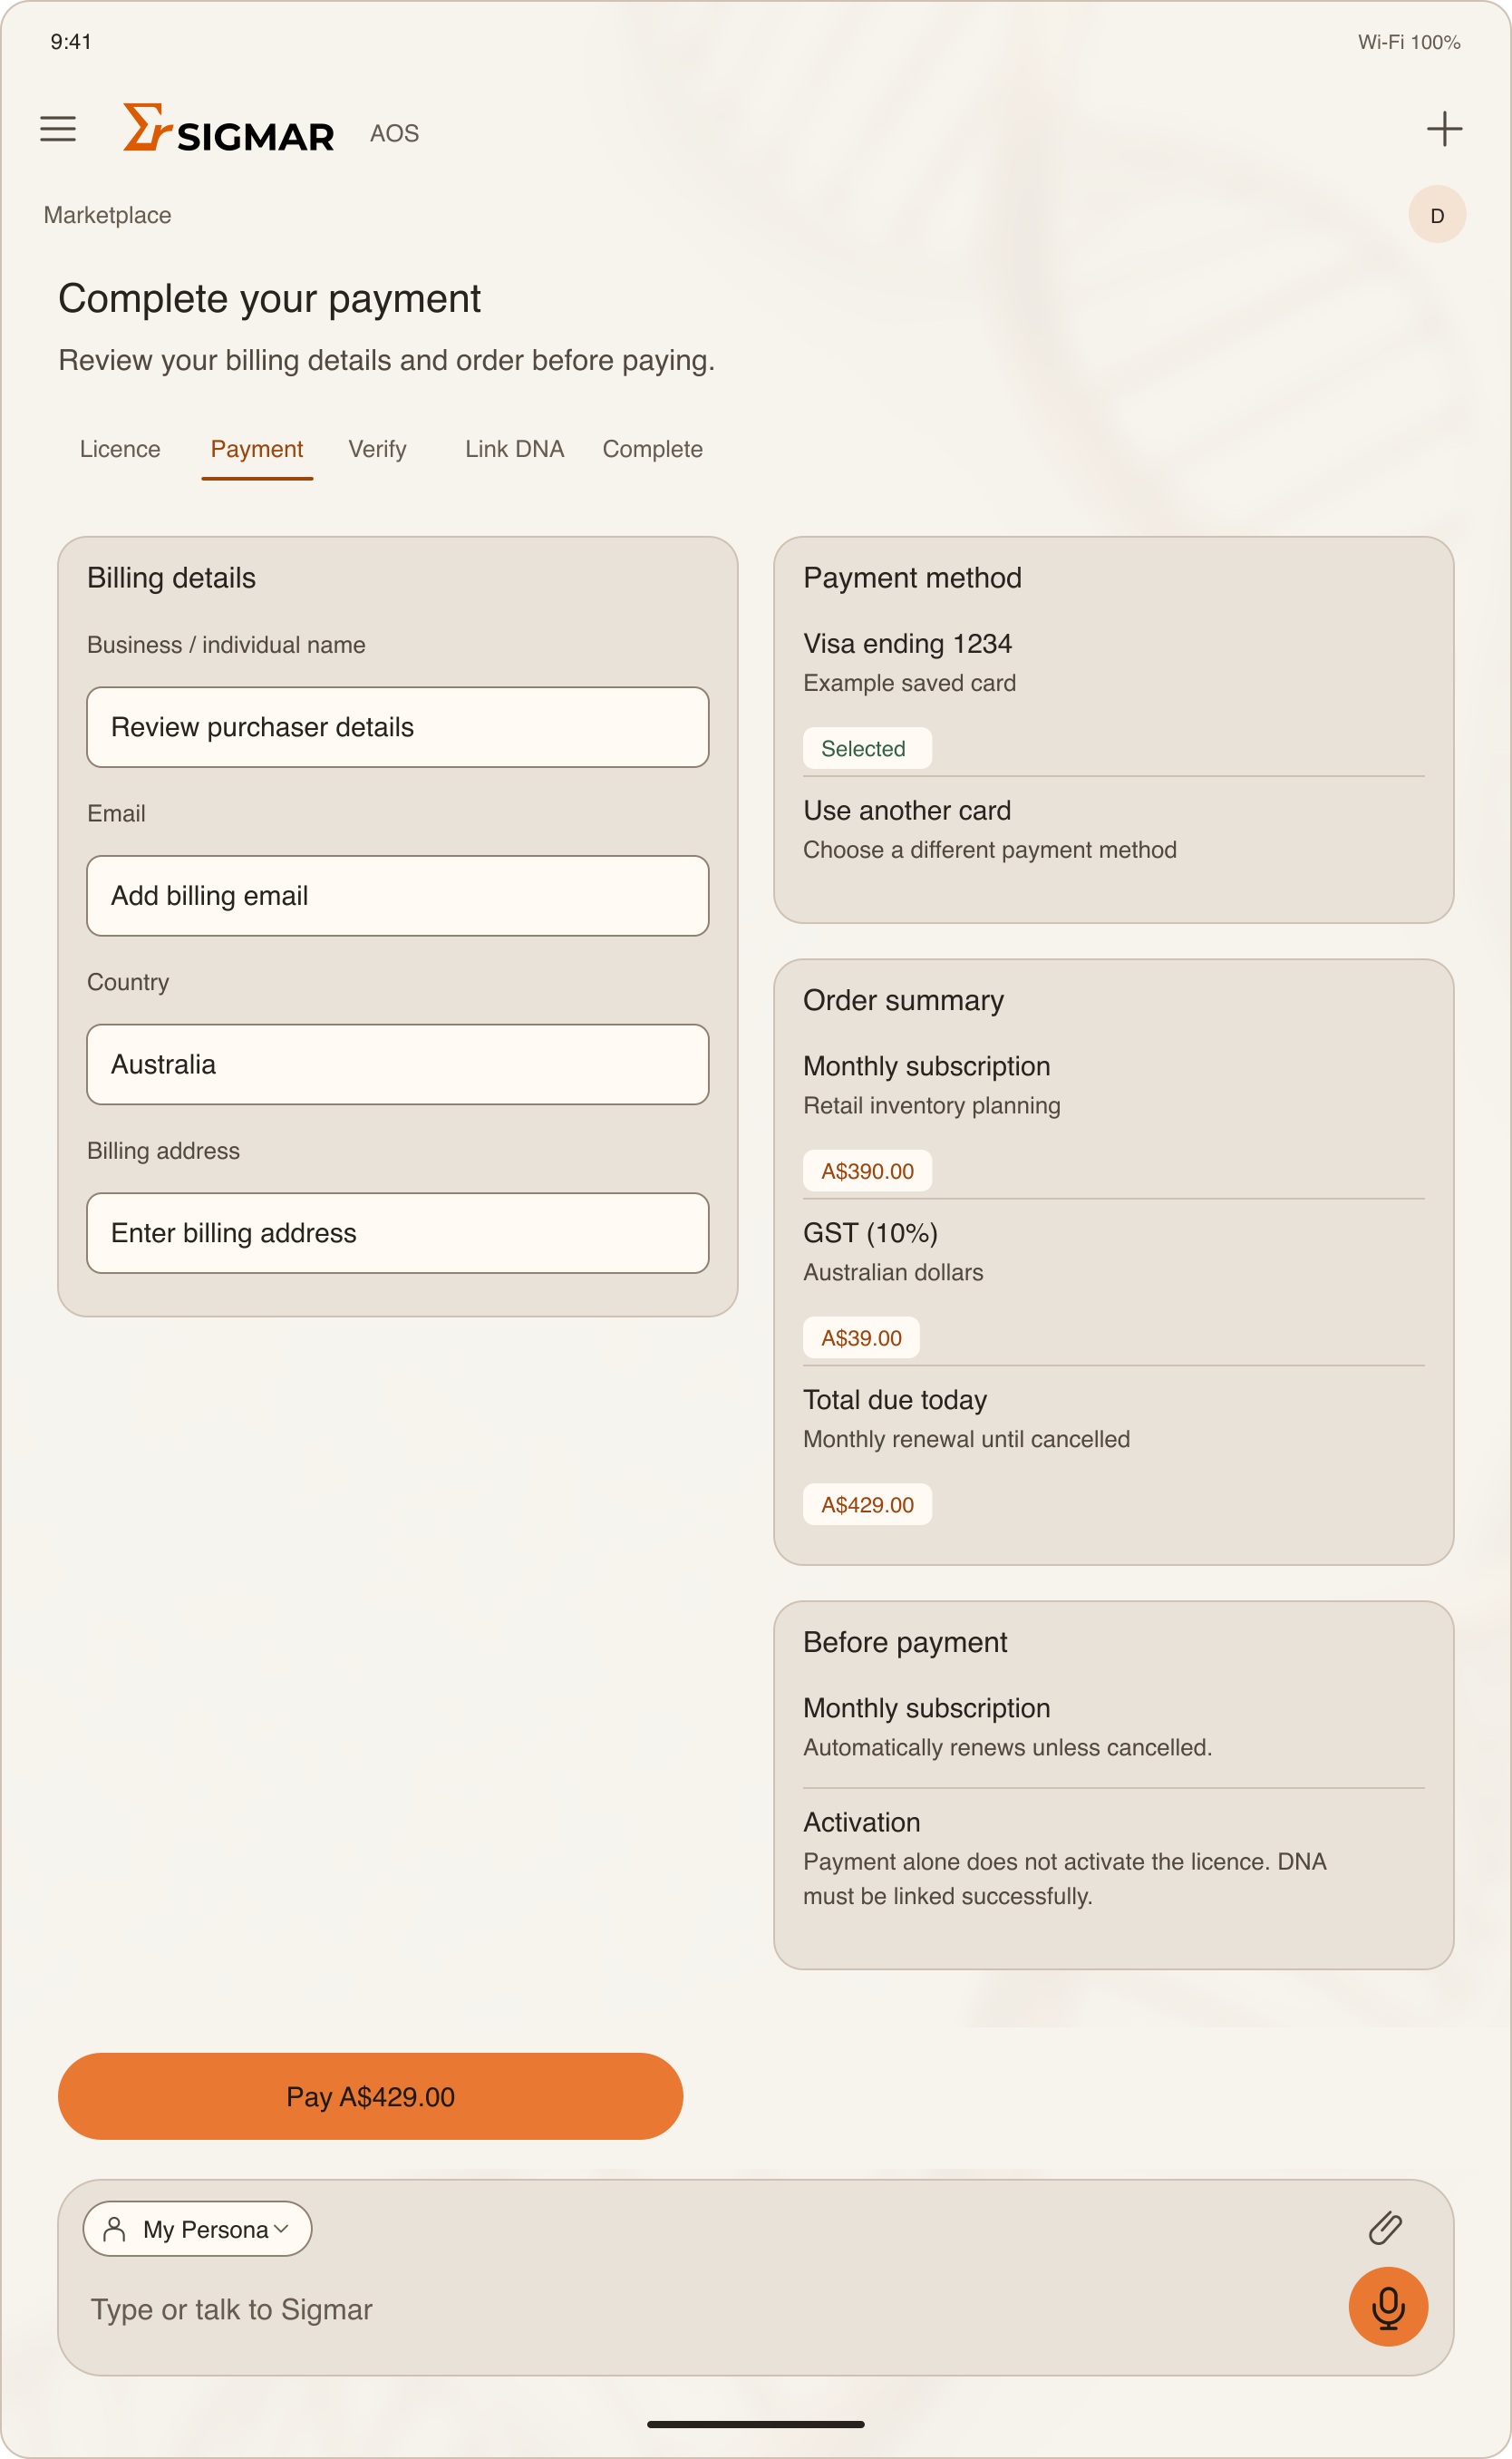 9:41
Wi-Fi 100%
Σr SIGMAR AOS
Marketplace
D
Complete your payment
Review your billing details and order before paying.
Licence Payment Verify Link DNA Complete
Billing details
Business / individual name
Review purchaser details
Email
Add billing email
Country
Australia
Billing address
Enter billing address
Payment method
Visa ending 1234
Example saved card
Selected
Use another card
Choose a different payment method
Order summary
Monthly subscription
Retail inventory planning
A$390.00
GST (10%)
Australian dollars
A$39.00
Total due today
Monthly renewal until cancelled
A$429.00
Before payment
Monthly subscription
Automatically renews unless cancelled.
Activation
Payment alone does not activate the licence. DNA
must be linked successfully.
Pay A$429.00
My Persona
Type or talk to Sigmar